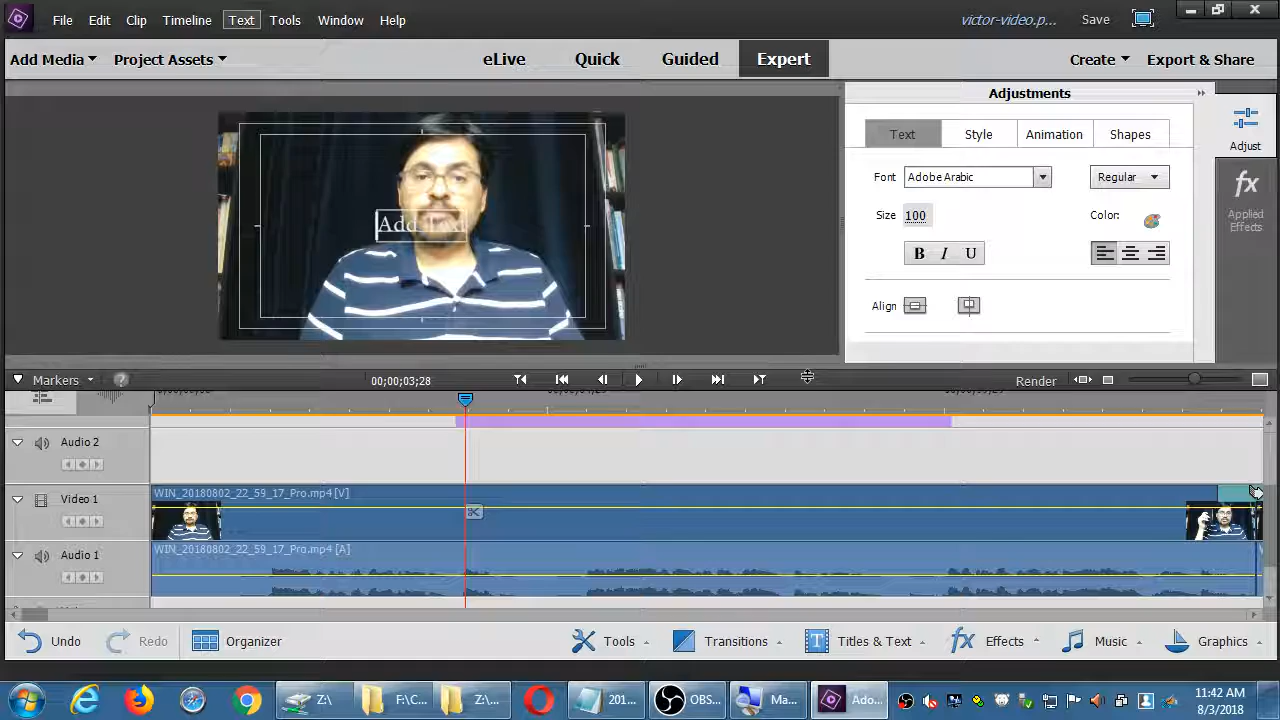 File Edit Clip Timeline Text Tools Window Help
victor-video.p... Save
Add Media Project Assets
eLive Quick Guided Expert
Create Export & Share
Adjustments
Text Style Animation Shapes
Font Adobe Arabic Regular
Size 100 Color:
B I U
Align
Adjust
fx
Applied
Effects
Add Text
Markers ? 00;00;03;28
Render
Audio 2
Video 1
WIN_20180802_22_59_17_Pro.mp4 [V]
Audio 1
WIN_20180802_22_59_17_Pro.mp4 [A]
Undo Redo Organizer
Tools Transitions T Titles & Text fx Effects Music Graphics
Z:\ F:\C... Z:\... 201... OBS... Ma... Ado...
11:42 AM
8/3/2018